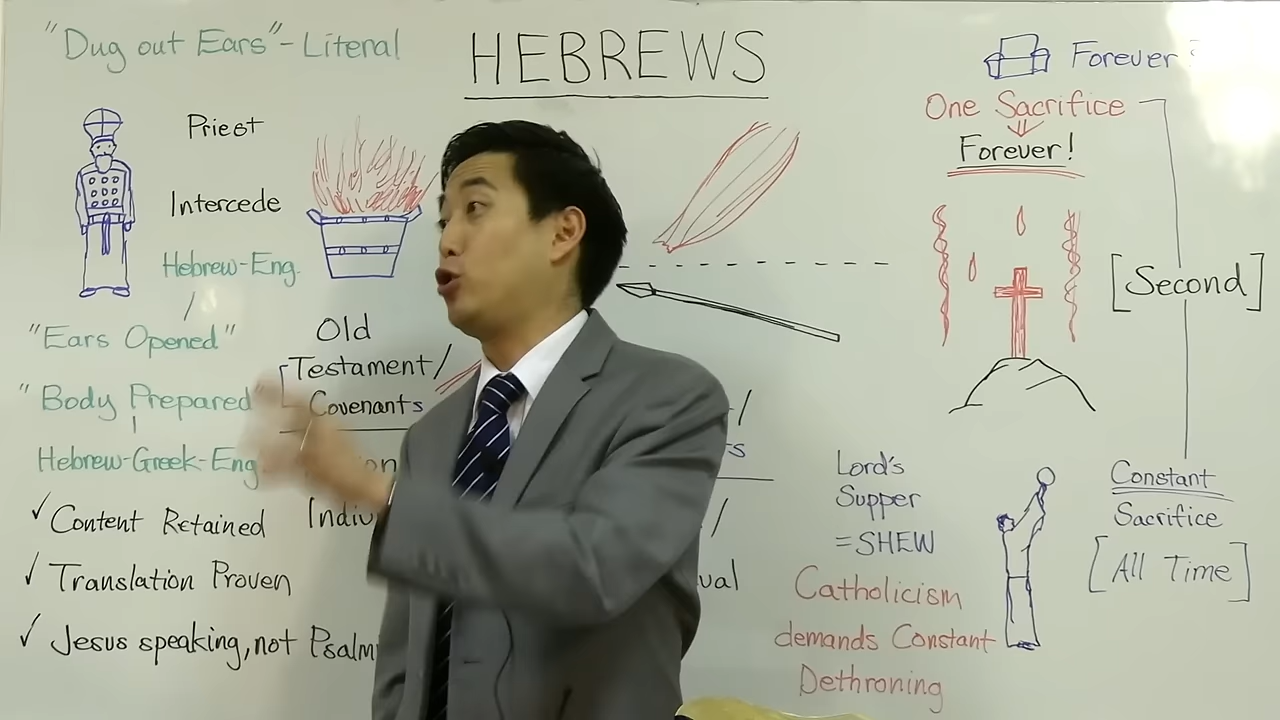 "Dug out Ears"-Literal
HEBREWS
Forever?
One Sacrifice
Forever!
Priest
Intercede
Hebrew-Eng.
"Ears Opened"
"Body Prepared"
Hebrew-Greek-Eng
✓ Content Retained
✓ Translation Proven
✓ Jesus speaking, not Psalm
Old
[Testament/
Covenants
[Second]
Lord's
Supper
=SHEW
Catholicism
demands Constant
Dethroning
Constant
Sacrifice
[All Time]